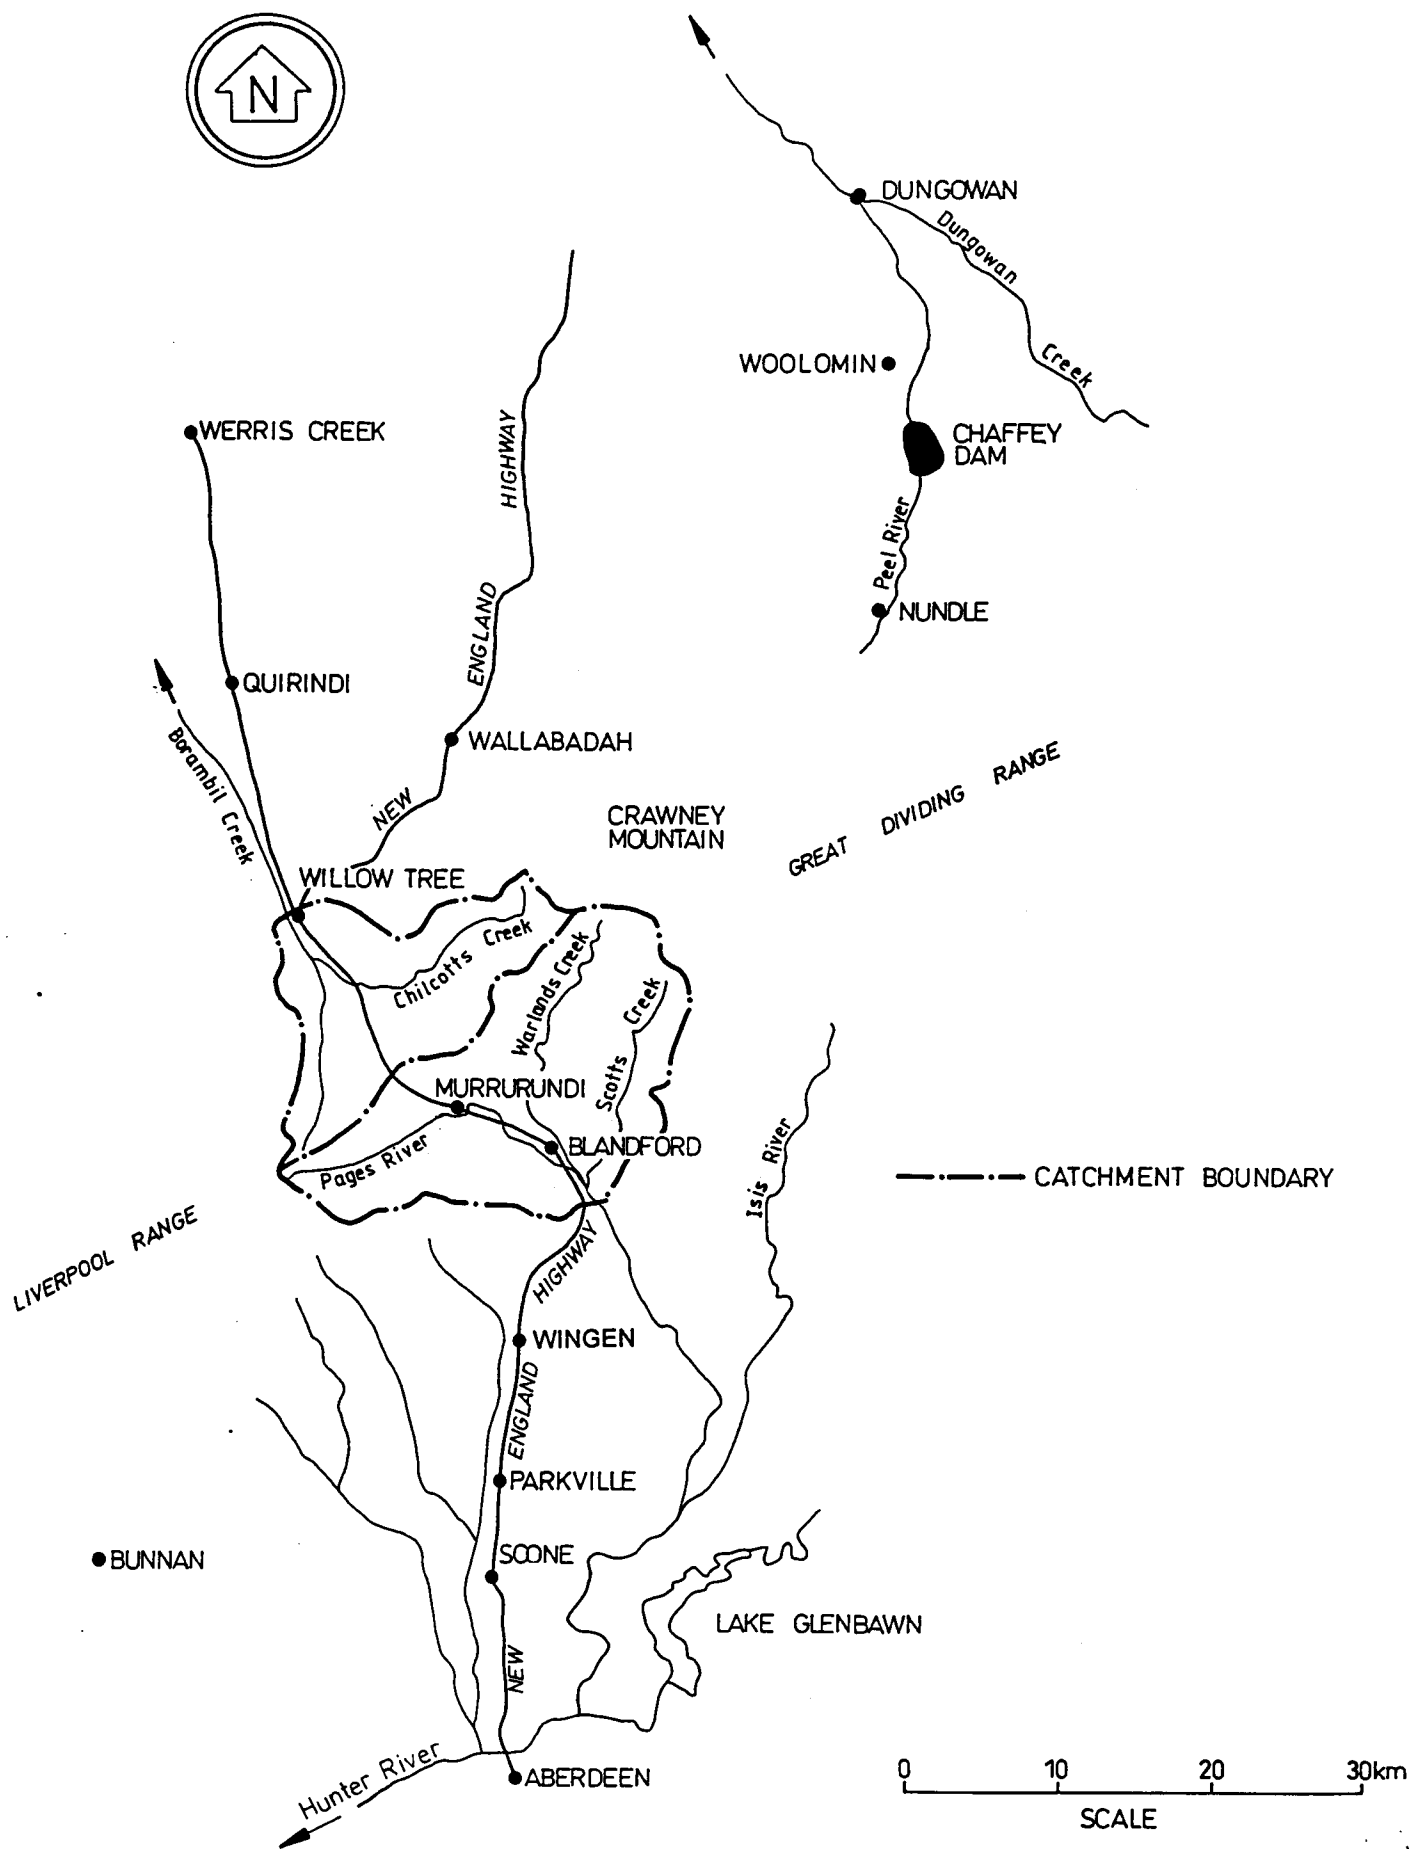 N
DUNGOWAN
Dungowan
Creek
WOOLOMIN
CHAFFEY
DAM
Peel River
NUNDLE
WERRIS CREEK
HIGHWAY
ENGLAND
NEW
QUIRINDI
WALLABADAH
Borambil Creek
CRAWNEY
MOUNTAIN
GREAT DIVIDING RANGE
WILLOW TREE
Chilcotts Creek
Warlands Creek
Scotts Creek
MURRURUNDI
BLANDFORD
Pages River
Isis River
CATCHMENT BOUNDARY
LIVERPOOL RANGE
HIGHWAY
WINGEN
ENGLAND
PARKVILLE
BUNNAN
SCONE
NEW
LAKE GLENBAWN
Hunter River
ABERDEEN
0 10 20 30km
SCALE